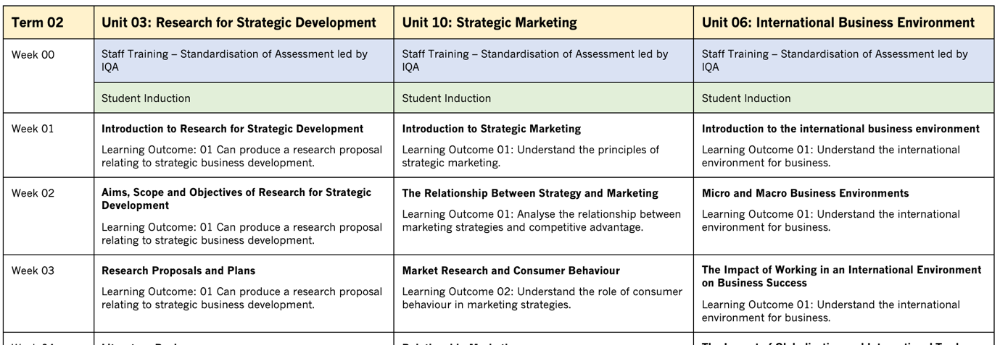 Term 02
Unit 03: Research for Strategic Development
Unit 10: Strategic Marketing
Unit 06: International Business Environment
Week 00
Staff Training – Standardisation of Assessment led by
IQA
Staff Training – Standardisation of Assessment led by
IQA
Staff Training – Standardisation of Assessment led by
IQA
Student Induction
Student Induction
Student Induction
Week 01
Introduction to Research for Strategic Development
Learning Outcome: 01 Can produce a research proposal
relating to strategic business development.
Introduction to Strategic Marketing
Learning Outcome 01: Understand the principles of
strategic marketing.
Introduction to the international business environment
Learning Outcome 01: Understand the international
environment for business.
Week 02
Aims, Scope and Objectives of Research for Strategic
Development
Learning Outcome: 01 Can produce a research proposal
relating to strategic business development.
The Relationship Between Strategy and Marketing
Learning Outcome 01: Analyse the relationship between
marketing strategies and competitive advantage.
Micro and Macro Business Environments
Learning Outcome 01: Understand the international
environment for business.
Week 03
Research Proposals and Plans
Learning Outcome: 01 Can produce a research proposal
relating to strategic business development.
Market Research and Consumer Behaviour
Learning Outcome 02: Understand the role of consumer
behaviour in marketing strategies.
The Impact of Working in an International Environment
on Business Success
Learning Outcome 01: Understand the international
environment for business.